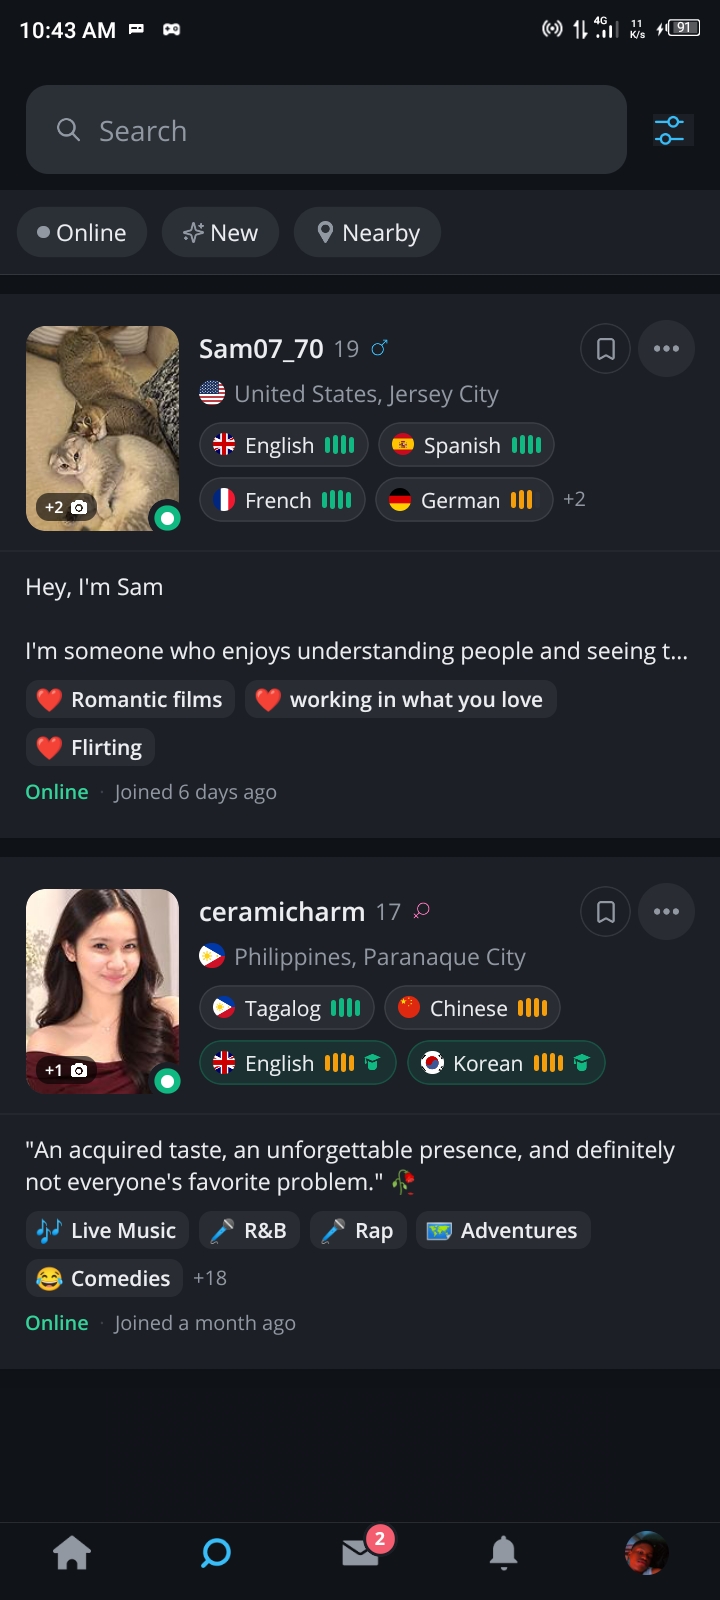 10:43 AM 4G 11 K/s 91
Search
Online New Nearby
Sam07_70 19
United States, Jersey City
English Spanish
French German +2
+2
Hey, I'm Sam
I'm someone who enjoys understanding people and seeing t...
Romantic films working in what you love
Flirting
Online · Joined 6 days ago
ceramicharm 17
Philippines, Paranaque City
Tagalog Chinese
English Korean
+1
"An acquired taste, an unforgettable presence, and definitely
not everyone's favorite problem." 🥀
Live Music R&B Rap Adventures
Comedies +18
Online · Joined a month ago
2